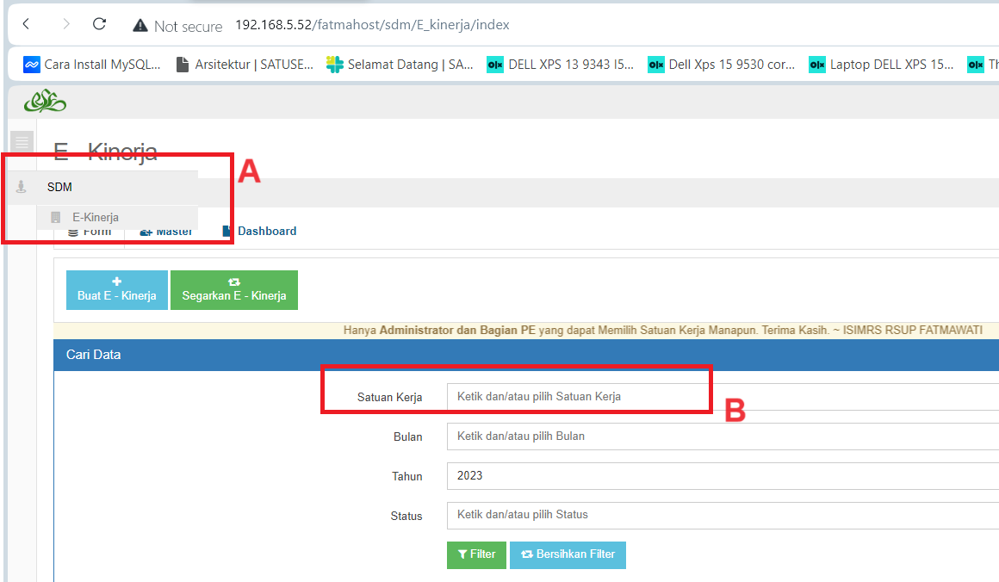 Not secure 192.168.5.52/fatmahost/sdm/E_kinerja/index
Cara Install MySQL... Arsitektur | SATUSE... Selamat Datang | SA... olx DELL XPS 13 9343 I5... olx Dell Xps 15 9530 cor... olx Laptop DELL XPS 15... olx Th
E - Kinerja
A
SDM
E-Kinerja
Form Master Dashboard
Buat E - Kinerja Segarkan E - Kinerja
Hanya Administrator dan Bagian PE yang dapat Memilih Satuan Kerja Manapun. Terima Kasih. ~ ISIMRS RSUP FATMAWATI
Cari Data
Satuan Kerja Ketik dan/atau pilih Satuan Kerja
B
Bulan Ketik dan/atau pilih Bulan
Tahun 2023
Status Ketik dan/atau pilih Status
Filter Bersihkan Filter